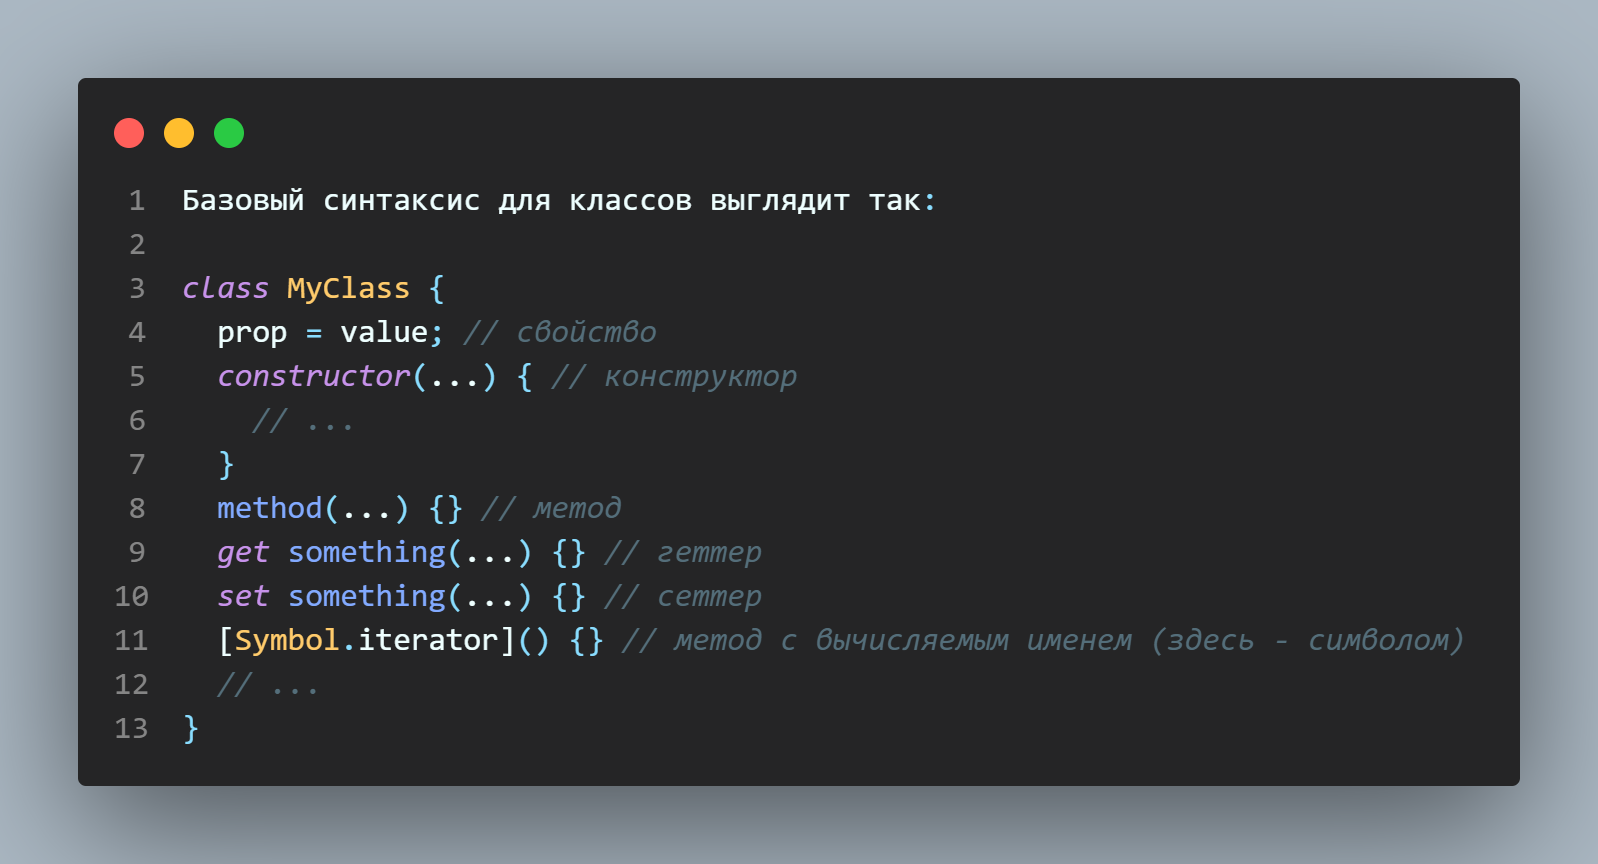 1 Базовый синтаксис для классов выглядит так:
2
3 class MyClass {
4 prop = value; // свойство
5 constructor(...) { // конструктор
6 // ...
7 }
8 method(...) {} // метод
9 get something(...) {} // геттер
10 set something(...) {} // сеттер
11 [Symbol.iterator]() {} // метод с вычисляемым именем (здесь - символом)
12 // ...
13 }